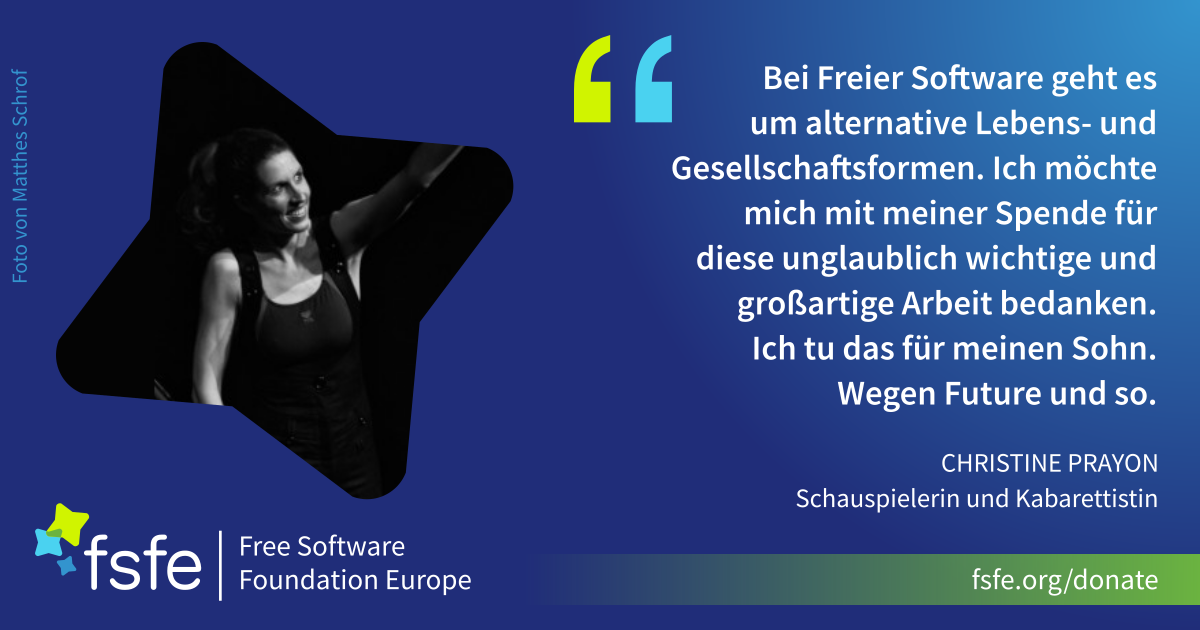 Foto von Matthes Schrof
Bei Freier Software geht es
um alternative Lebens- und
Gesellschaftsformen. Ich möchte
mich mit meiner Spende für
diese unglaublich wichtige und
großartige Arbeit bedanken.
Ich tu das für meinen Sohn.
Wegen Future und so.
CHRISTINE PRAYON
Schauspielerin und Kabarettistin
fsfe
Free Software
Foundation Europe
fsfe.org/donate